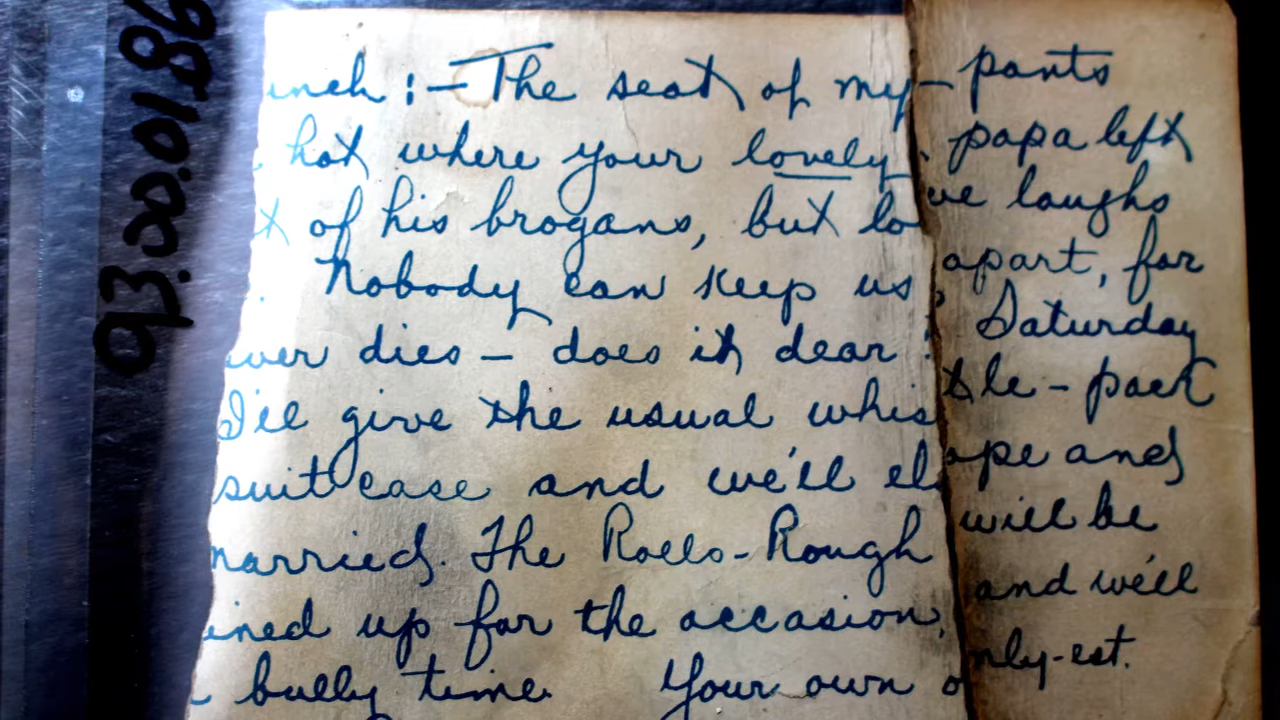 93.00.0186
inch :- The seat of my - pants
hot where your lovely papa left
t of his brogans, but love laughs
. Nobody can keep us apart, for
ever dies - does it dear? Saturday
I'll give the usual whistle - pack
suitcase and we'll elope and
married. The Rolls-Rough will be
ined up for the occasion, and we'll
bully time. Your own only-est.